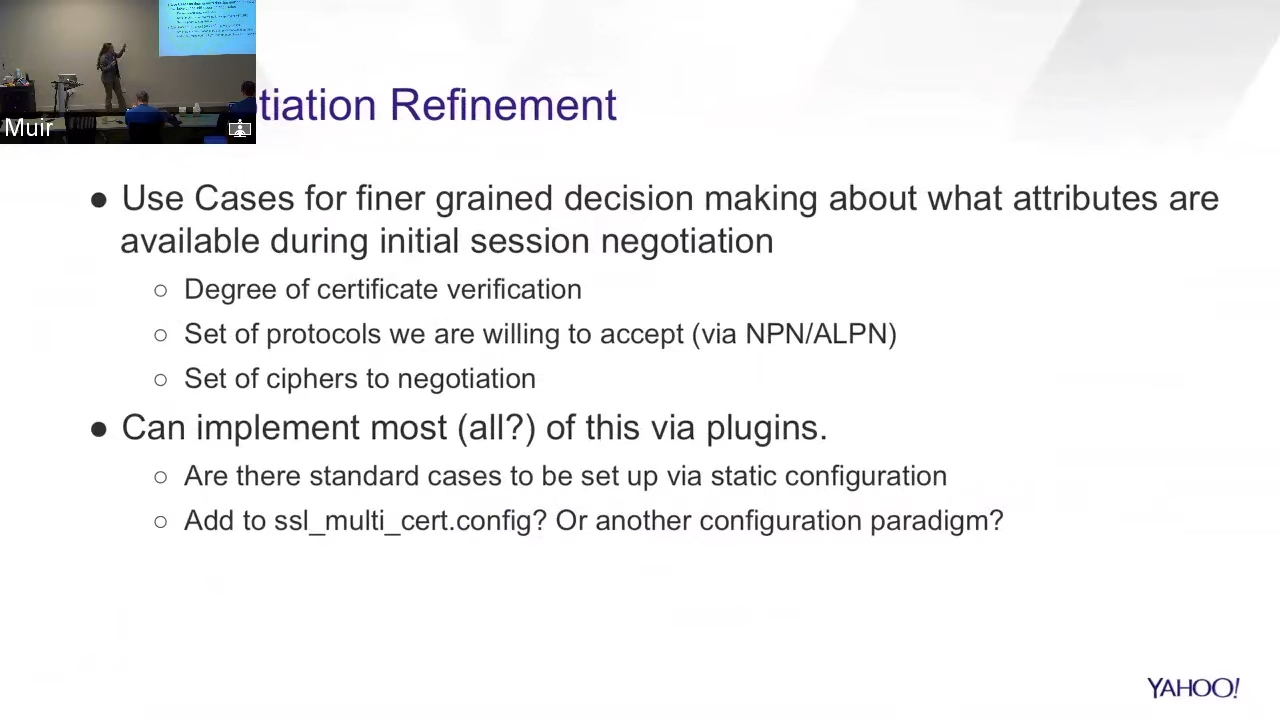 Muir
tiation Refinement
● Use Cases for finer grained decision making about what attributes are
available during initial session negotiation
○ Degree of certificate verification
○ Set of protocols we are willing to accept (via NPN/ALPN)
○ Set of ciphers to negotiation
● Can implement most (all?) of this via plugins.
○ Are there standard cases to be set up via static configuration
○ Add to ssl_multi_cert.config? Or another configuration paradigm?
YAHOO!